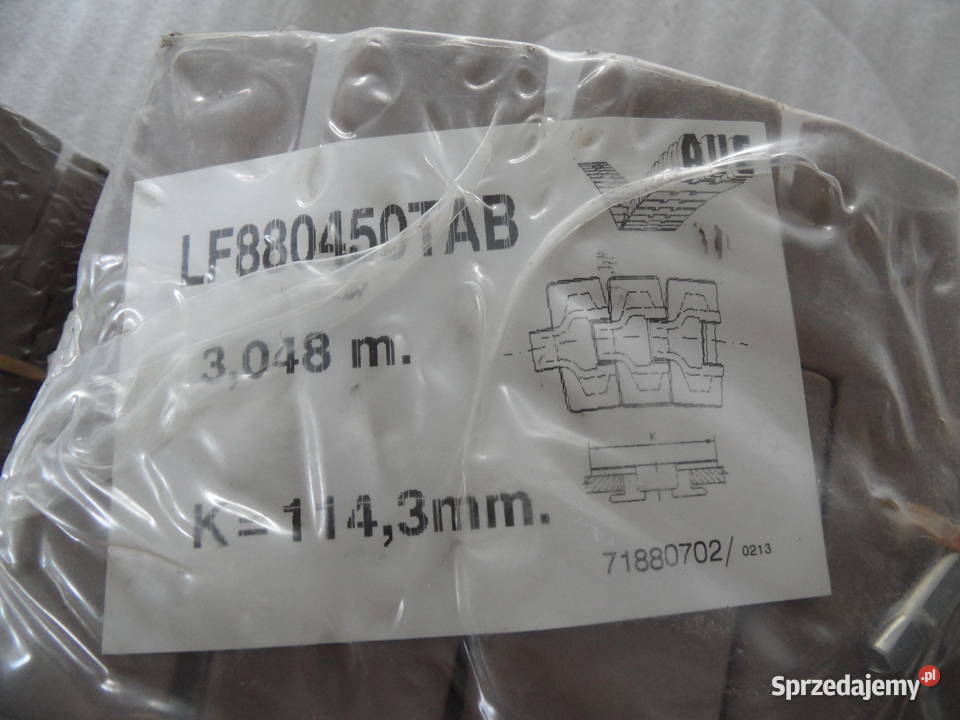 LF880450TAB
3,048 m.
K
K = 114,3mm.
71880702/ 0213
Sprzedajemy.pl